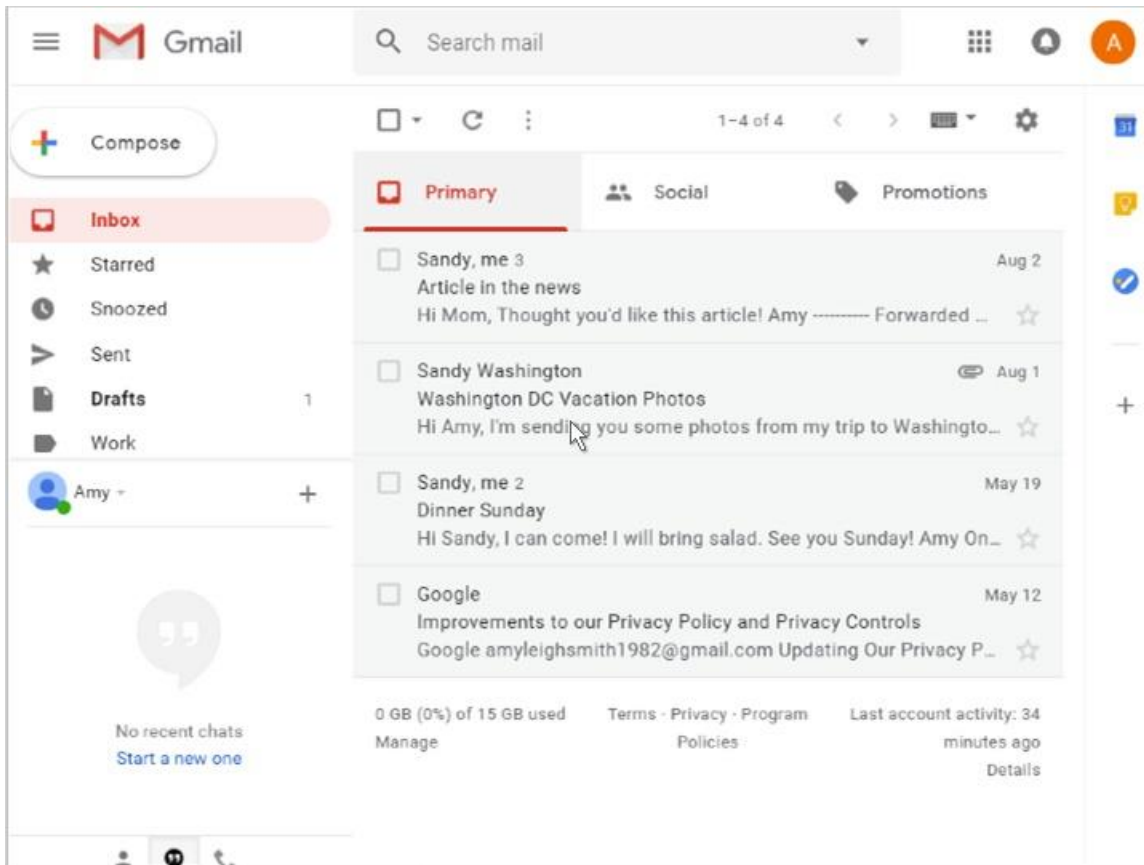 Gmail
Search mail
A
Compose
1-4 of 4
31
Primary
Social
Promotions
Inbox
Starred
Snoozed
Sent
Drafts 1
Work
Sandy, me 3 Aug 2
Article in the news
Hi Mom, Thought you'd like this article! Amy ---------- Forwarded ...
Sandy Washington Aug 1
Washington DC Vacation Photos
Hi Amy, I'm sending you some photos from my trip to Washingto...
Sandy, me 2 May 19
Dinner Sunday
Hi Sandy, I can come! I will bring salad. See you Sunday! Amy On...
Google May 12
Improvements to our Privacy Policy and Privacy Controls
Google amyleighsmith1982@gmail.com Updating Our Privacy P...
Amy
No recent chats
Start a new one
0 GB (0%) of 15 GB used
Manage
Terms · Privacy · Program
Policies
Last account activity: 34
minutes ago
Details